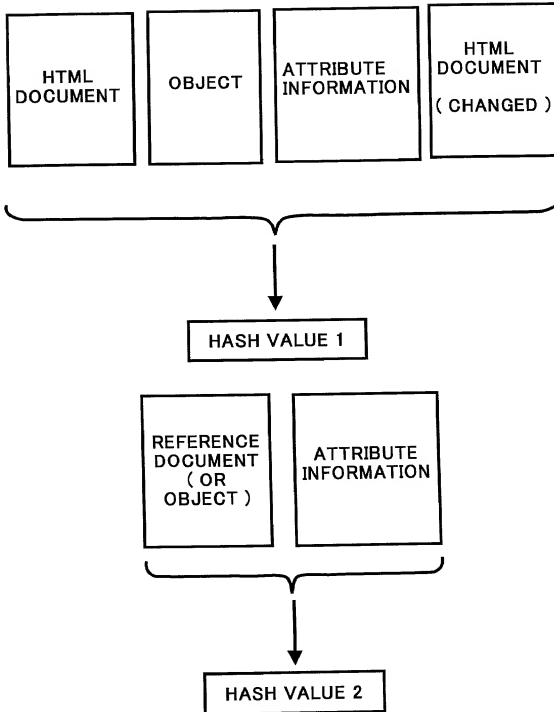 HTML
DOCUMENT
OBJECT
ATTRIBUTE
INFORMATION
HTML
DOCUMENT
( CHANGED )
HASH VALUE 1
REFERENCE
DOCUMENT
( OR
OBJECT )
ATTRIBUTE
INFORMATION
HASH VALUE 2